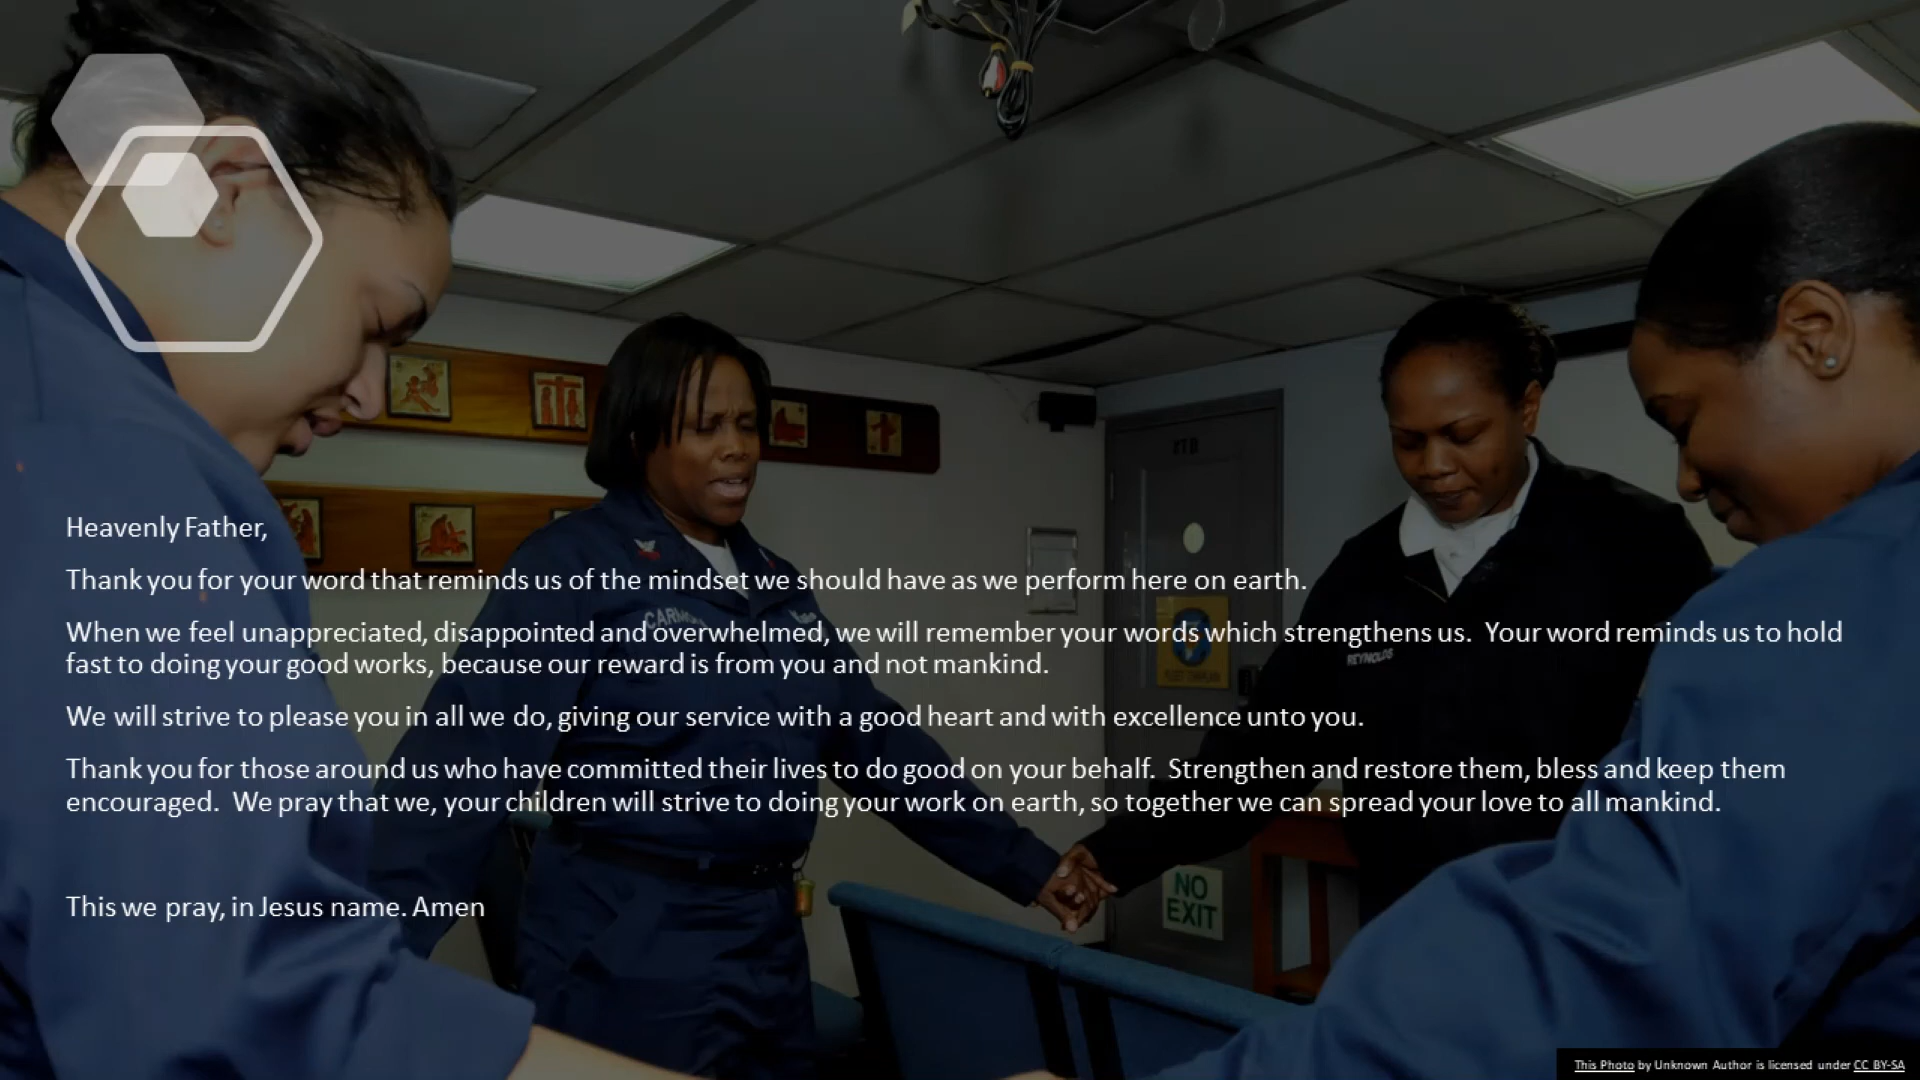 Heavenly Father,
Thank you for your word that reminds us of the mindset we should have as we perform here on earth.
When we feel unappreciated, disappointed and overwhelmed, we will remember your words which strengthens us.  Your word reminds us to hold
fast to doing your good works, because our reward is from you and not mankind.
We will strive to please you in all we do, giving our service with a good heart and with excellence unto you.
Thank you for those around us who have committed their lives to do good on your behalf.  Strengthen and restore them, bless and keep them
encouraged.  We pray that we, your children will strive to doing your work on earth, so together we can spread your love to all mankind.
This we pray, in Jesus name. Amen
REYNOLDS
NO
EXIT
This Photo by Unknown Author is licensed under CC BY-SA